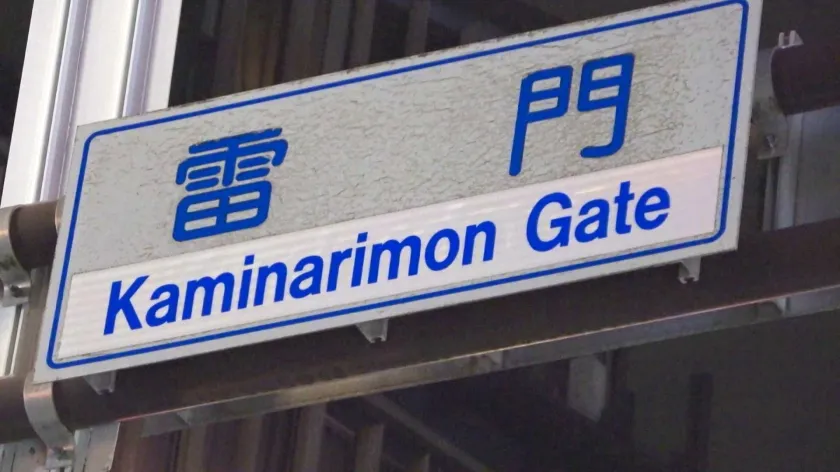 雷門
Kaminarimon Gate